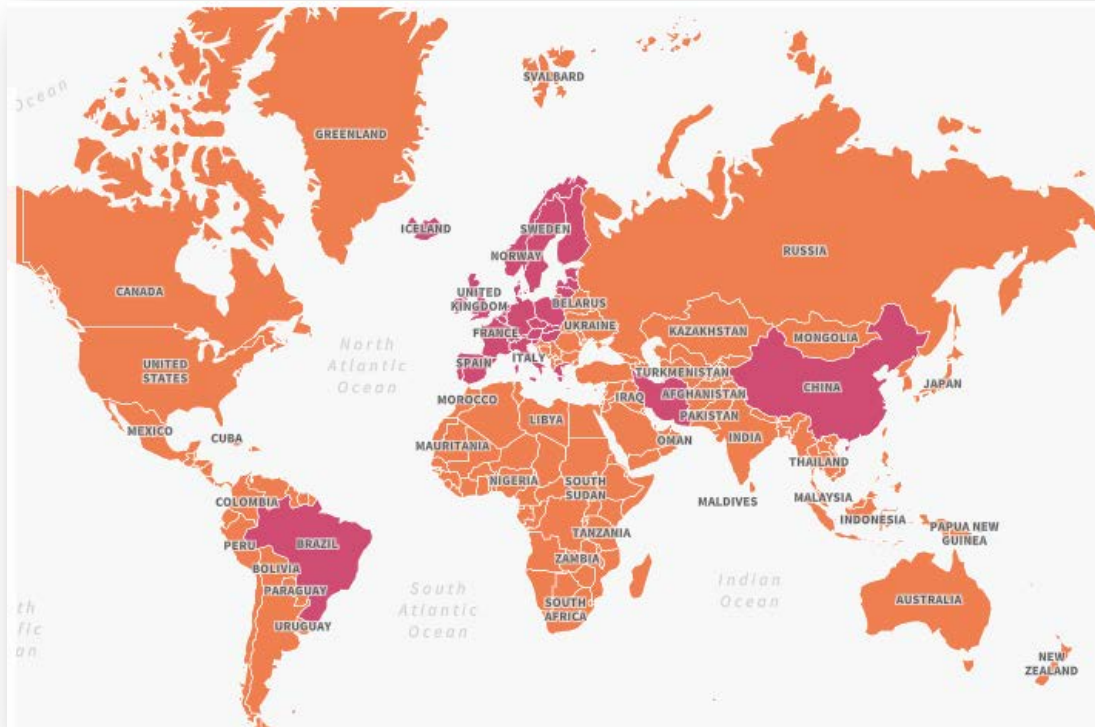 Ocean
SVALBARD
GREENLAND
ICELAND
SWEDEN
NORWAY
RUSSIA
CANADA
UNITED
KINGDOM
BELARUS
FRANCE
UKRAINE
KAZAKHSTAN
MONGOLIA
North
Atlantic
Ocean
ITALY
SPAIN
UNITED
STATES
TURKMENISTAN
CHINA
JAPAN
MOROCCO
IRAQ
AFGHANISTAN
PAKISTAN
MEXICO
CUBA
LIBYA
MAURITANIA
OMAN
INDIA
THAILAND
NIGERIA
SOUTH
SUDAN
COLOMBIA
MALDIVES
MALAYSIA
INDONESIA
PAPUA NEW
GUINEA
PERU
BRAZIL
TANZANIA
ZAMBIA
BOLIVIA
PARAGUAY
South
Atlantic
Ocean
Indian
Ocean
SOUTH
AFRICA
AUSTRALIA
URUGUAY
th
fic
an
NEW
ZEALAND